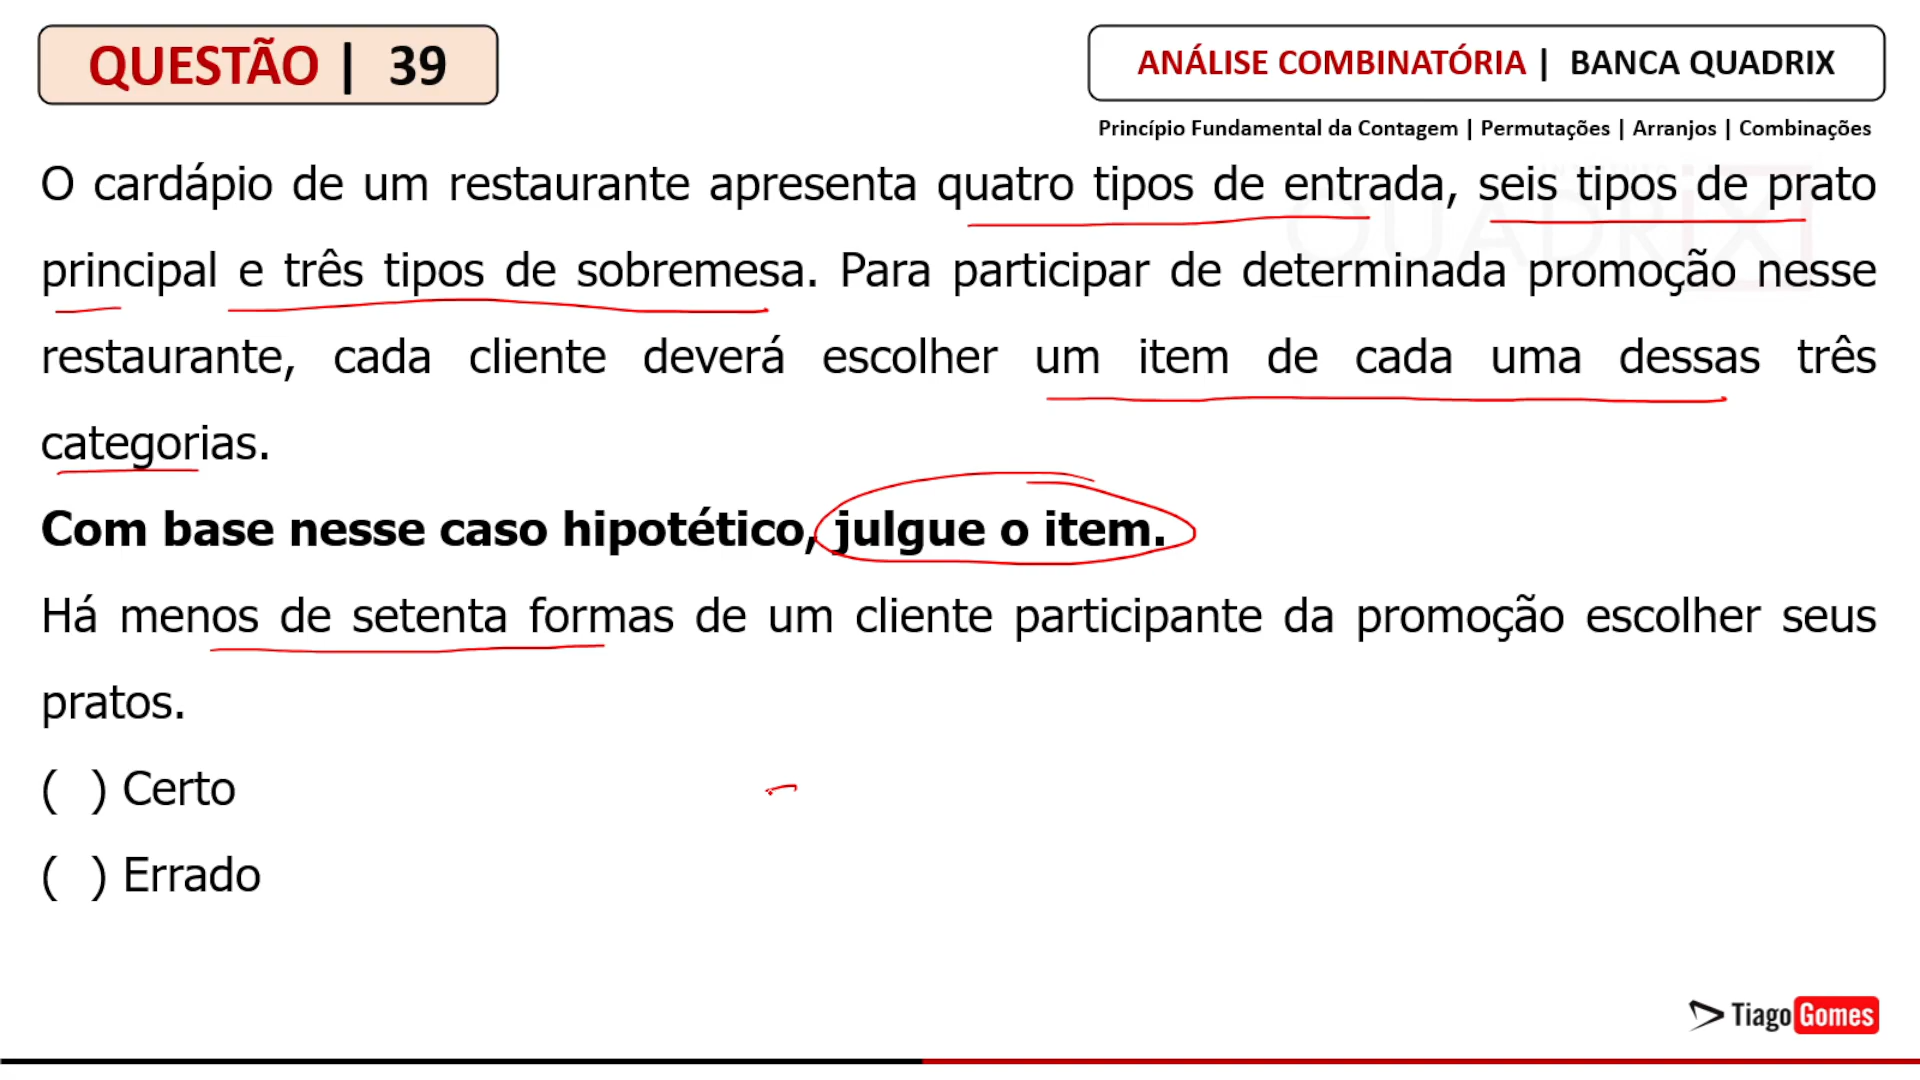 QUESTÃO | 39
ANÁLISE COMBINATÓRIA | BANCA QUADRIX
Princípio Fundamental da Contagem | Permutações | Arranjos | Combinações
O cardápio de um restaurante apresenta quatro tipos de entrada, seis tipos de prato
principal e três tipos de sobremesa. Para participar de determinada promoção nesse
restaurante, cada cliente deverá escolher um item de cada uma dessas três
categorias.
Com base nesse caso hipotético, julgue o item.
Há menos de setenta formas de um cliente participante da promoção escolher seus
pratos.
( ) Certo
( ) Errado
Tiago Gomes